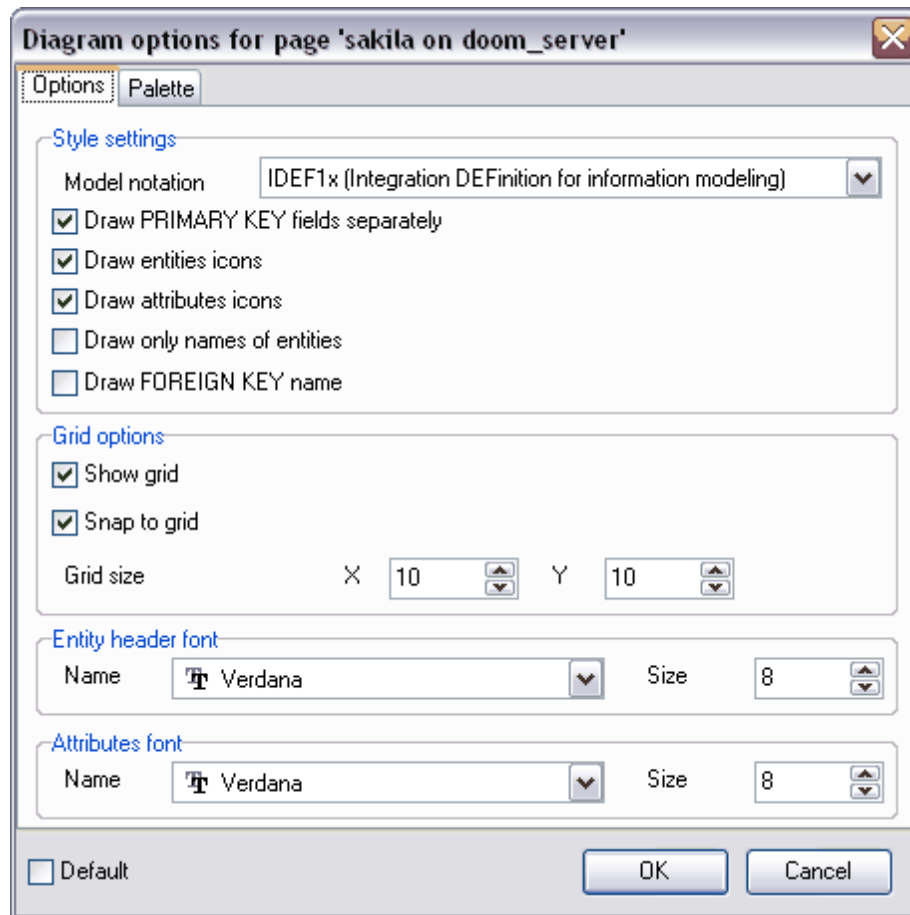 Diagram options for page 'sakila on doom_server'
Options Palette
Style settings
Model notation IDEF1x (Integration DEFinition for information modeling)
Draw PRIMARY KEY fields separately
Draw entities icons
Draw attributes icons
Draw only names of entities
Draw FOREIGN KEY name
Grid options
Show grid
Snap to grid
Grid size X 10 Y 10
Entity header font
Name Verdana Size 8
Attributes font
Name Verdana Size 8
Default OK Cancel